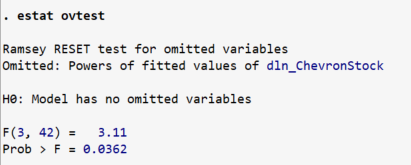 . estat ovtest
Ramsey RESET test for omitted variables
Omitted: Powers of fitted values of dln_ChevronStock
H0: Model has no omitted variables
F(3, 42) =   3.11
Prob > F = 0.0362